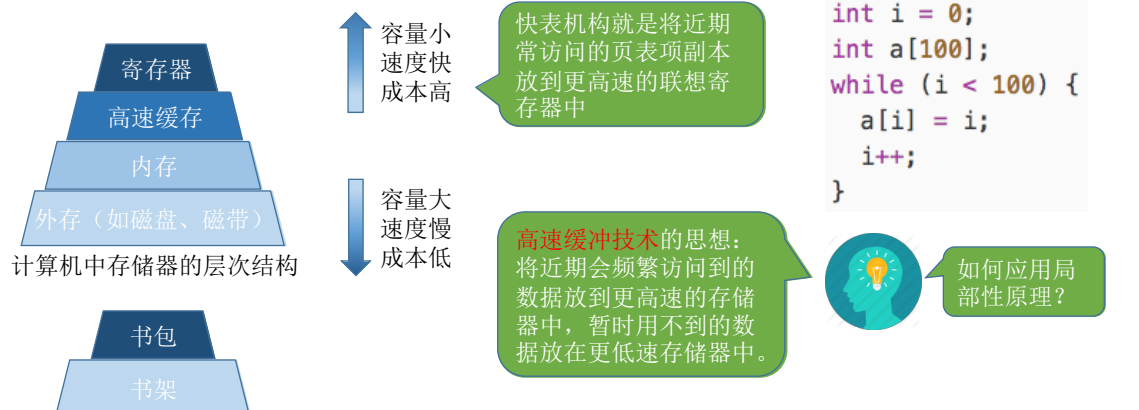 寄存器
高速缓存
内存
外存（如磁盘、磁带）
计算机中存储器的层次结构
书包
书架
容量小
速度快
成本高
容量大
速度慢
成本低
快表机构就是将近期
常访问的页表项副本
放到更高速的联想寄
存器中
高速缓冲技术的思想：
将近期会频繁访问到的
数据放到更高速的存储
器中，暂时用不到的数
据放在更低速存储器中。
int i = 0;
int a[100];
while (i < 100) {
  a[i] = i;
  i++;
}
如何应用局
部性原理？